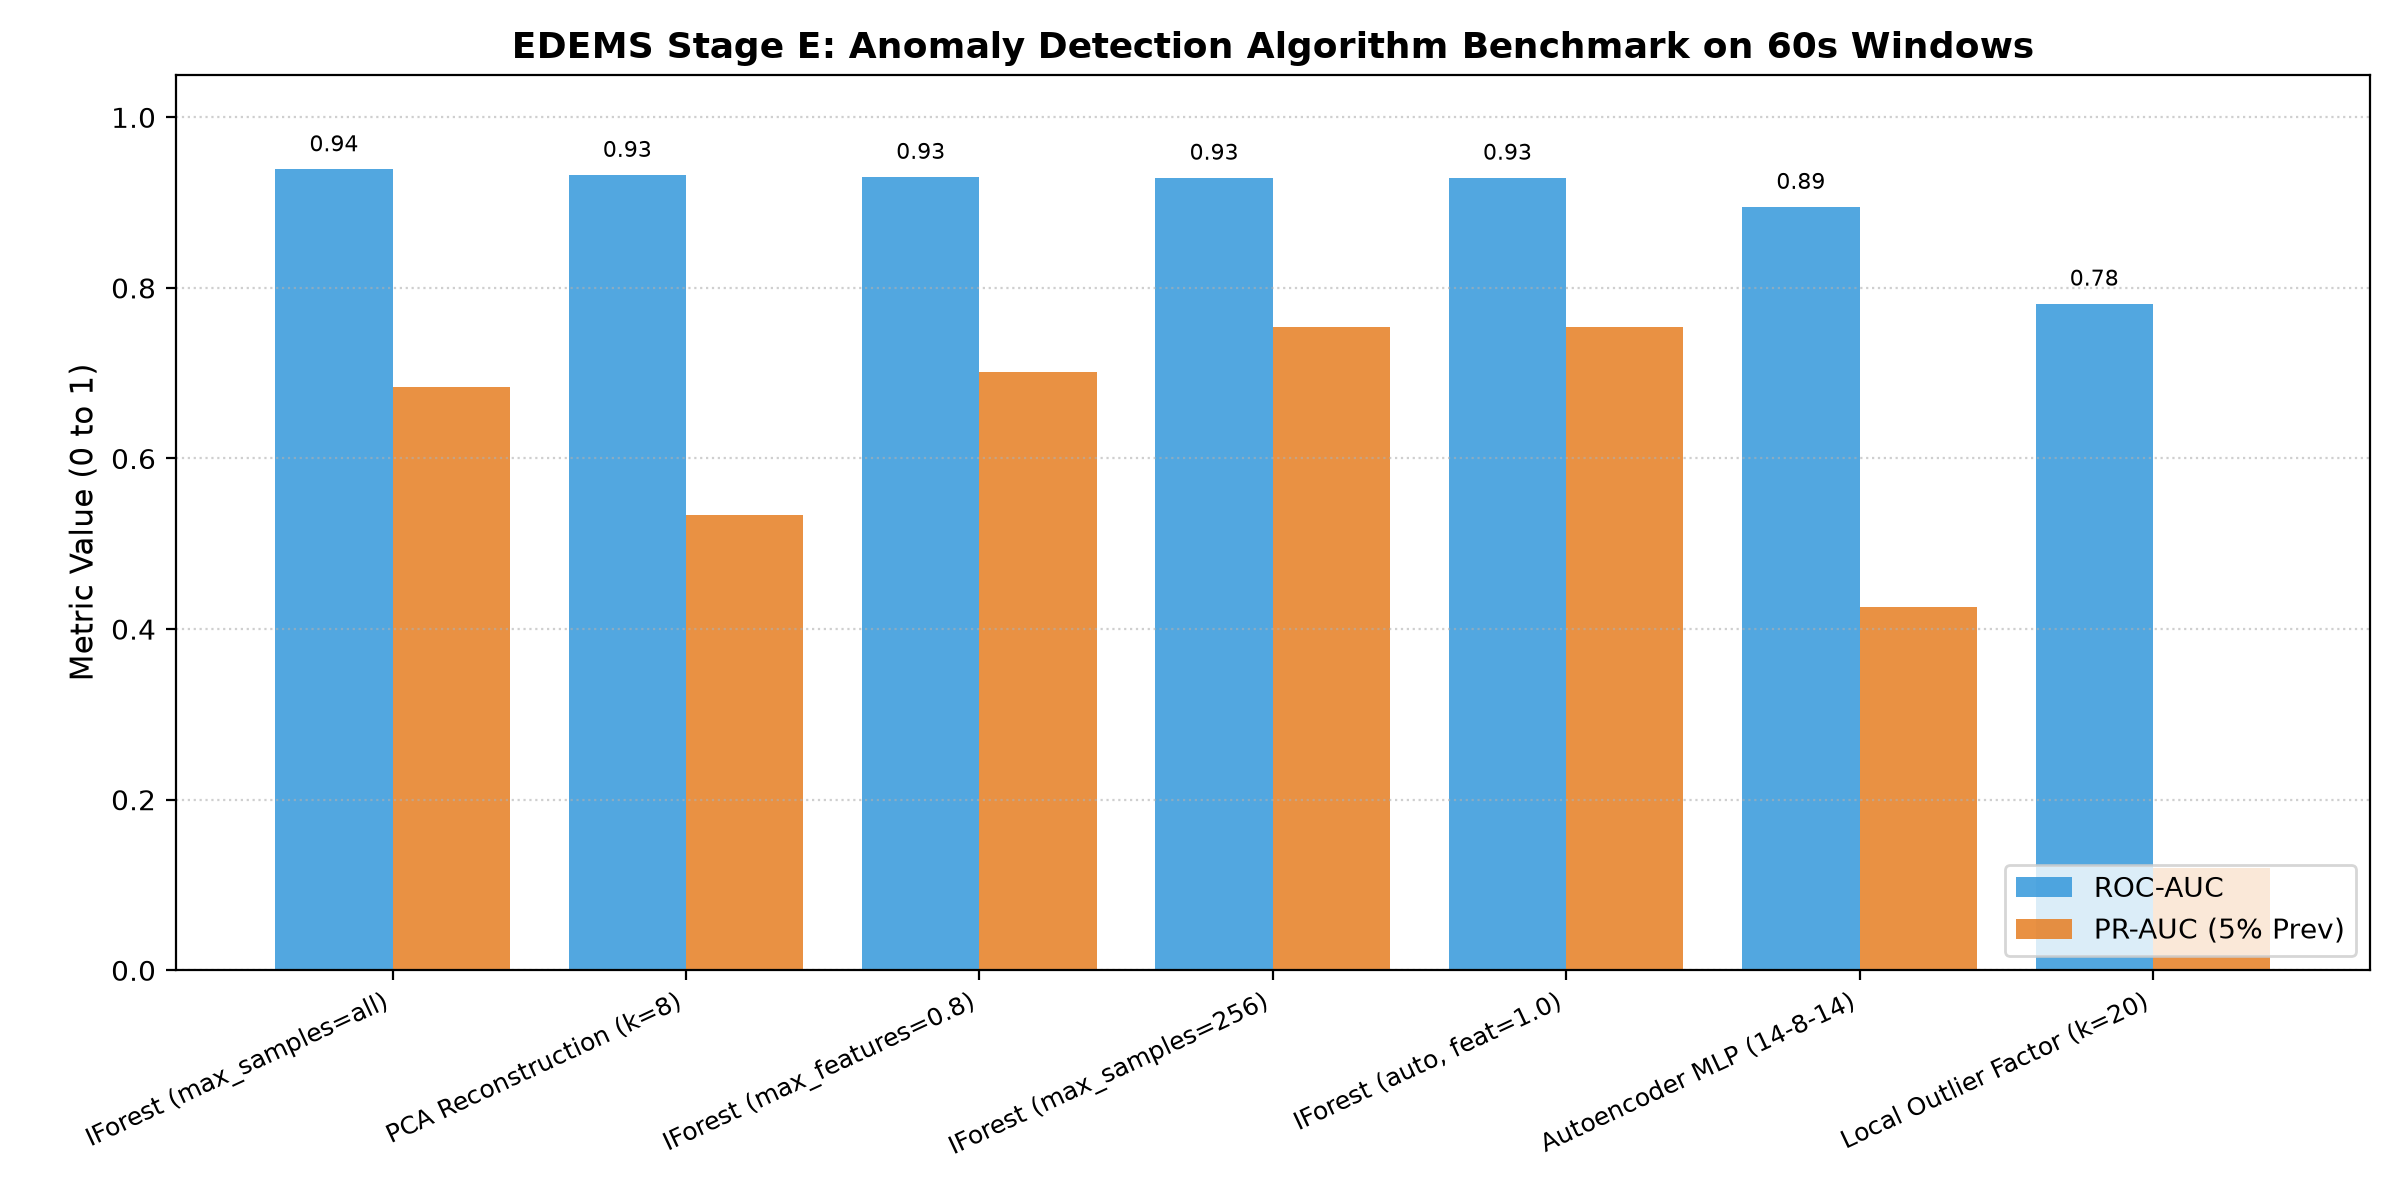 EDEMS Stage E: Anomaly Detection Algorithm Benchmark on 60s Windows
Metric Value (0 to 1)
1.0
0.8
0.6
0.4
0.2
0.0
0.94
0.93
0.93
0.93
0.93
0.89
0.78
ROC-AUC
PR-AUC (5% Prev)
IForest (max_samples=all)
PCA Reconstruction (k=8)
IForest (max_features=0.8)
IForest (max_samples=256)
IForest (auto, feat=1.0)
Autoencoder MLP (14-8-14)
Local Outlier Factor (k=20)